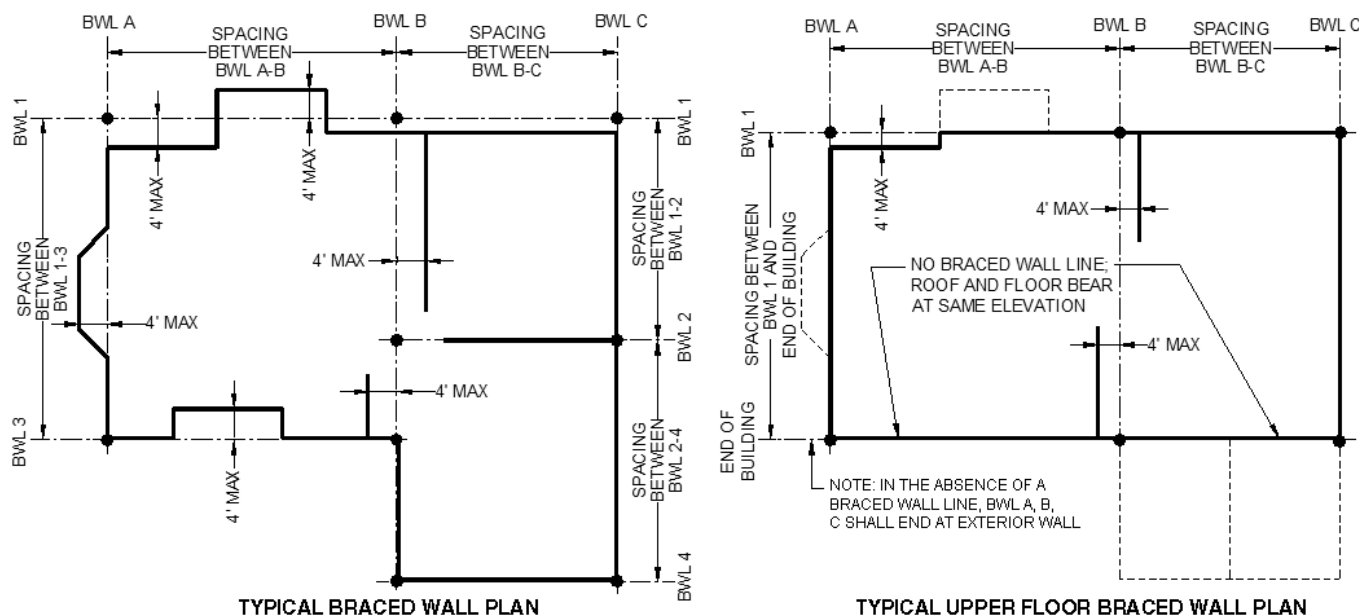 BWL A
BWL B
BWL C
SPACING
BETWEEN
BWL A-B
SPACING
BETWEEN
BWL B-C
BWL 1
BWL 1
4' MAX
4' MAX
SPACING
BETWEEN
BWL 1-3
SPACING
BETWEEN
BWL 1-2
4' MAX
4' MAX
BWL 2
4' MAX
BWL 3
4' MAX
SPACING
BETWEEN
BWL 2-4
BWL 4
TYPICAL BRACED WALL PLAN
BWL A
BWL B
BWL C
SPACING
BETWEEN
BWL A-B
SPACING
BETWEEN
BWL B-C
BWL 1
4' MAX
4' MAX
SPACING BETWEEN
BWL 1 AND
END OF BUILDING
NO BRACED WALL LINE;
ROOF AND FLOOR BEAR
AT SAME ELEVATION
4' MAX
END OF
BUILDING
NOTE: IN THE ABSENCE OF A
BRACED WALL LINE, BWL A, B,
C SHALL END AT EXTERIOR WALL
TYPICAL UPPER FLOOR BRACED WALL PLAN